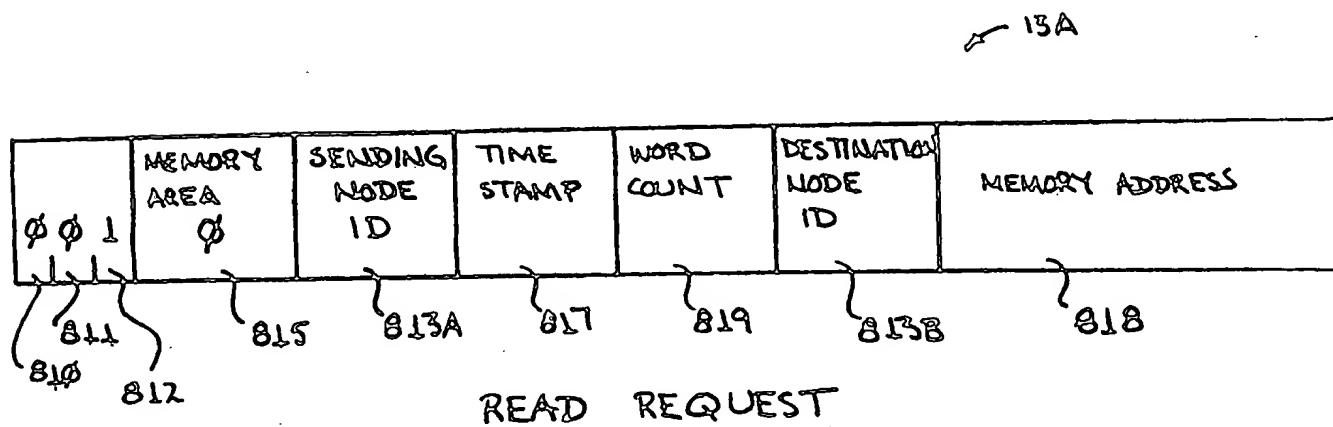 13A
MEMORY
AREA
Ø
SENDING
NODE
ID
TIME
STAMP
WORD
COUNT
DESTINATION
NODE
ID
MEMORY ADDRESS
Ø Ø 1
81Ø
811
812
815
813A
817
819
813B
818
READ REQUEST